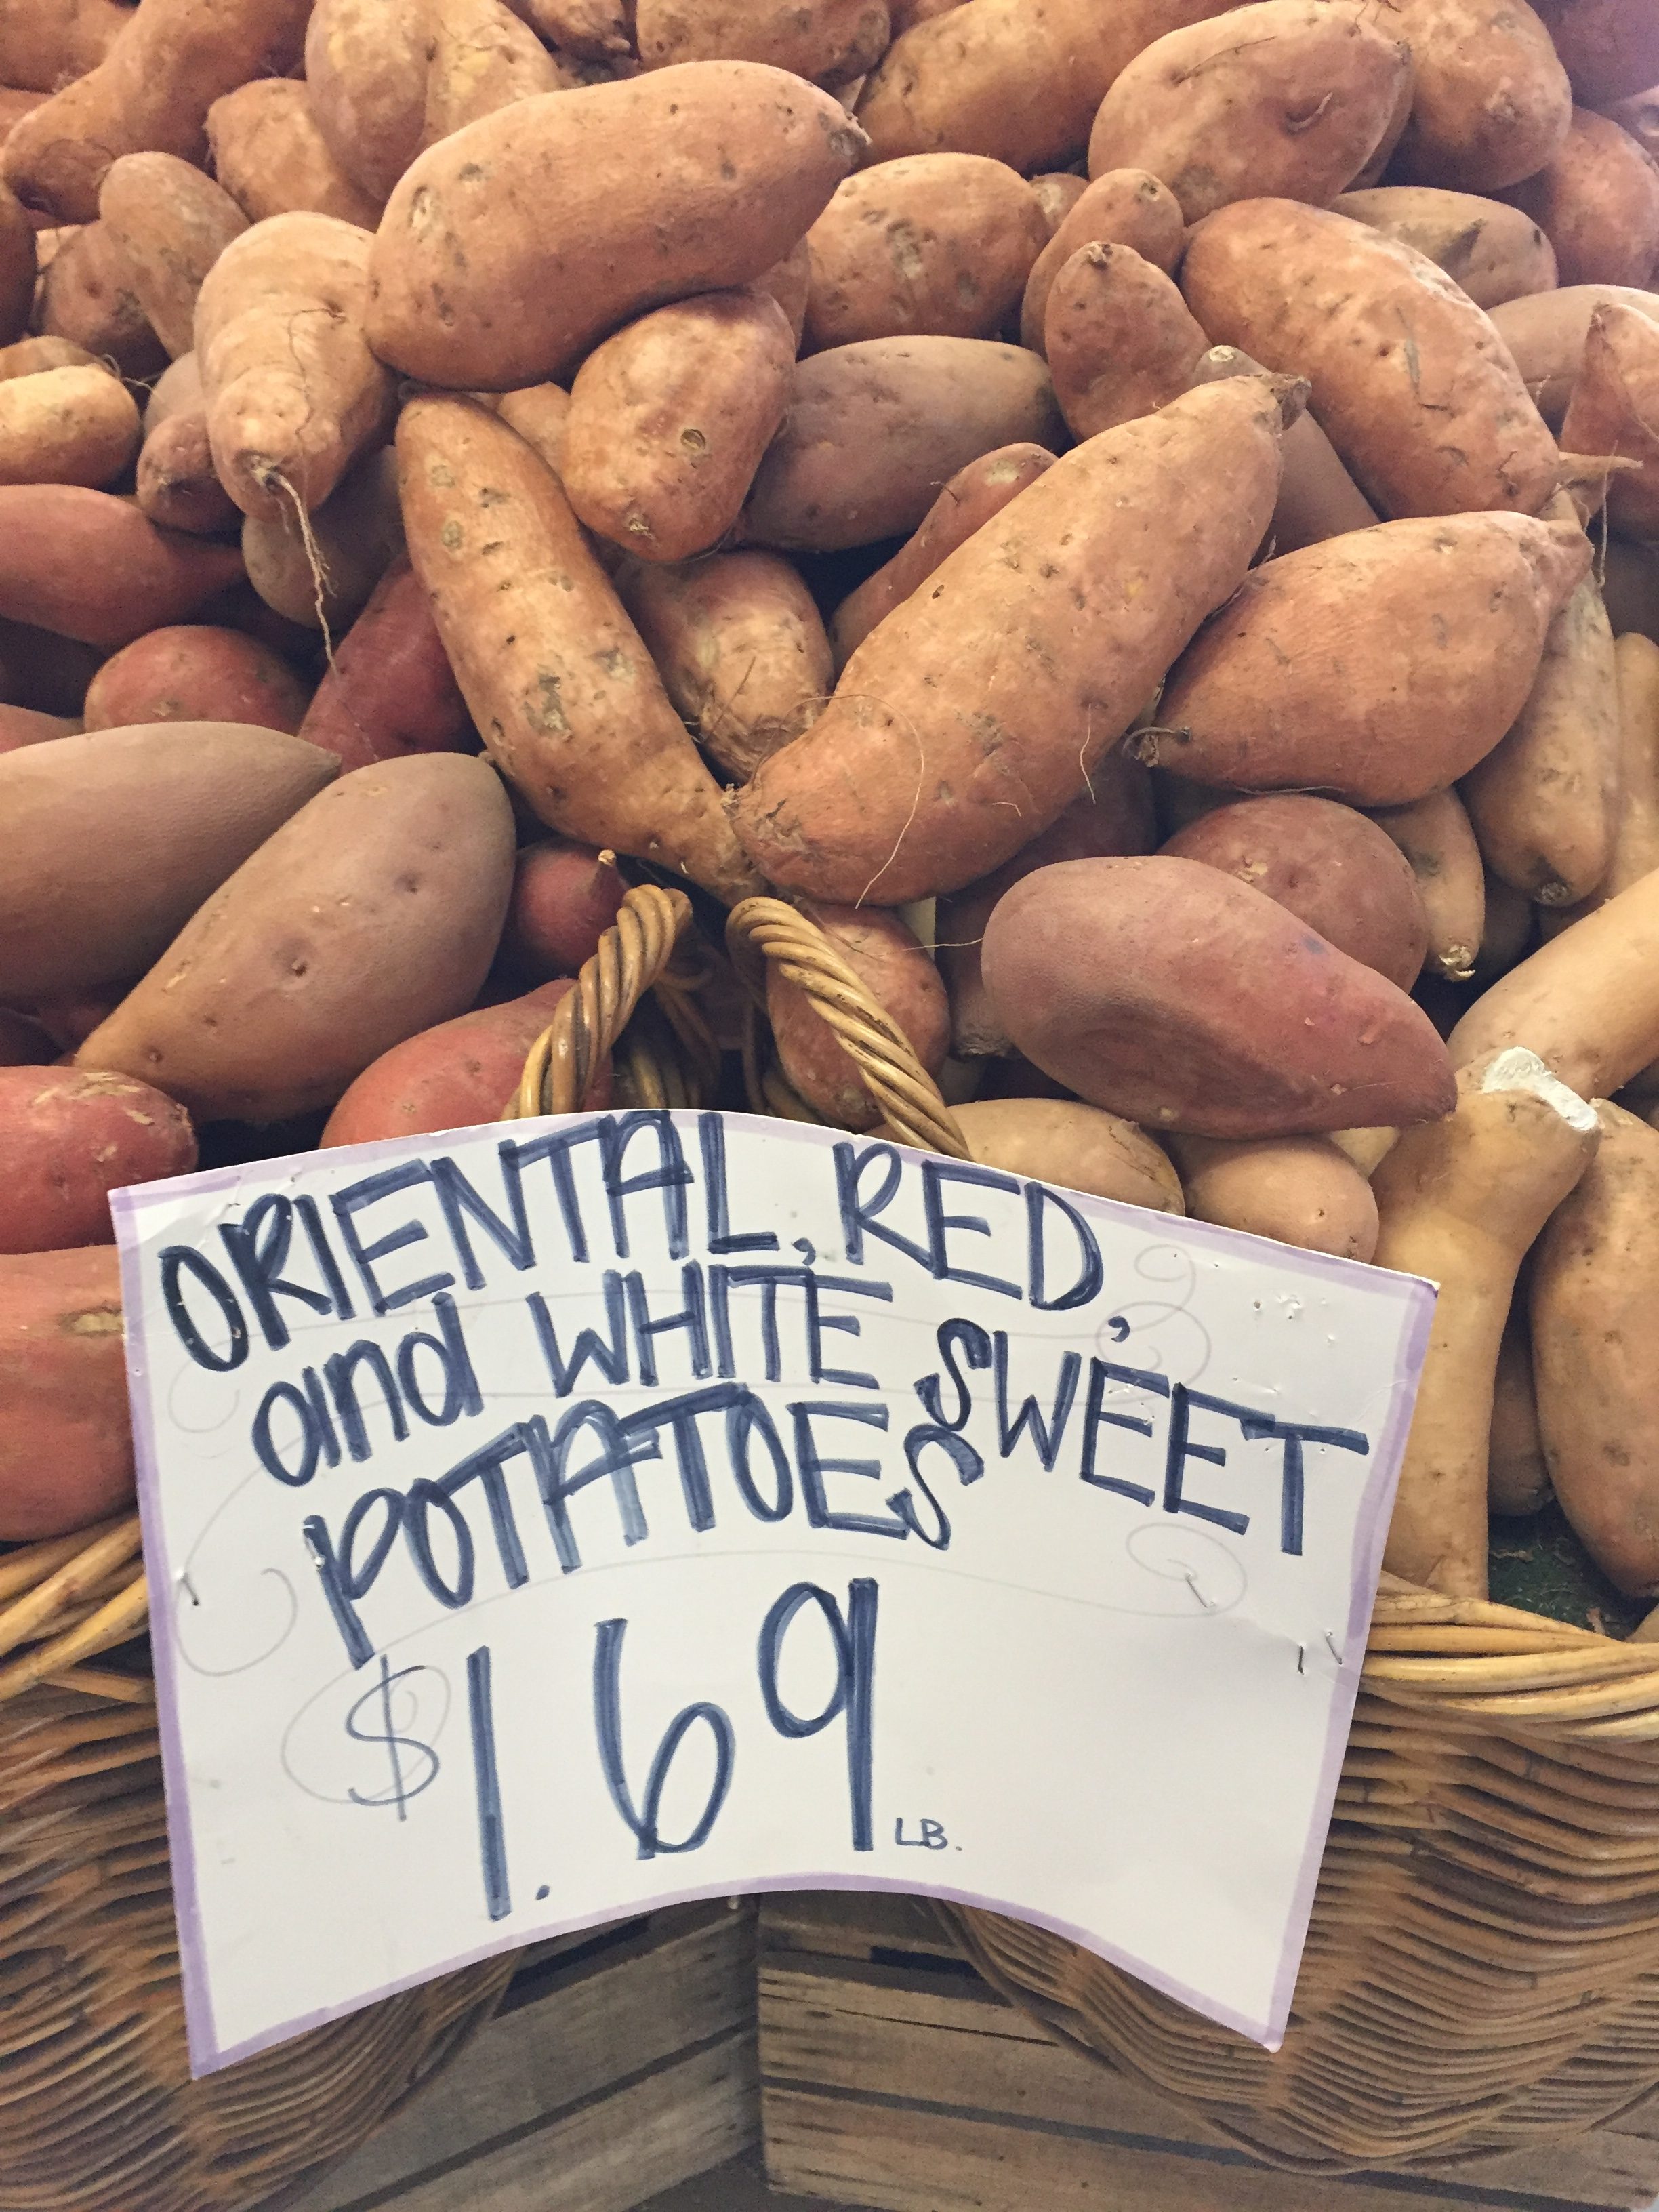 ORIENTAL, RED,
and WHITE SWEET
POTATOES
$1.69 LB.